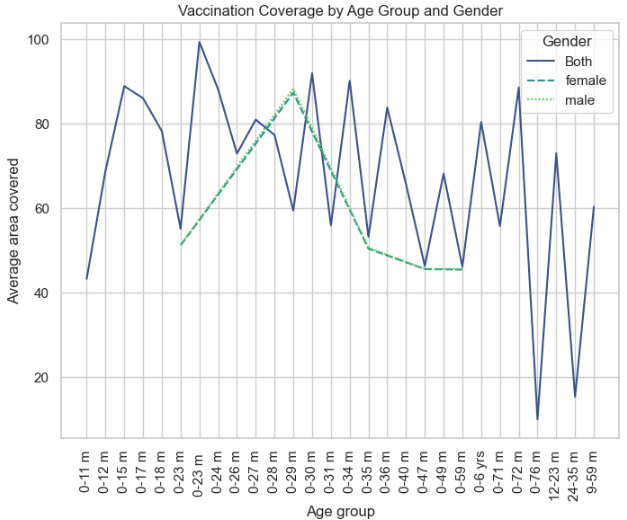 Vaccination Coverage by Age Group and Gender
Gender
Both
female
male
Average area covered
100
80
60
40
20
0-11 m
0-12 m
0-15 m
0-17 m
0-18 m
0-23 m
0-23 m
0-24 m
0-26 m
0-27 m
0-28 m
0-29 m
0-30 m
0-31 m
0-34 m
0-35 m
0-36 m
0-40 m
0-47 m
0-49 m
0-59 m
0-6 yrs
0-71 m
0-72 m
0-76 m
12-23 m
24-35 m
9-59 m
Age group